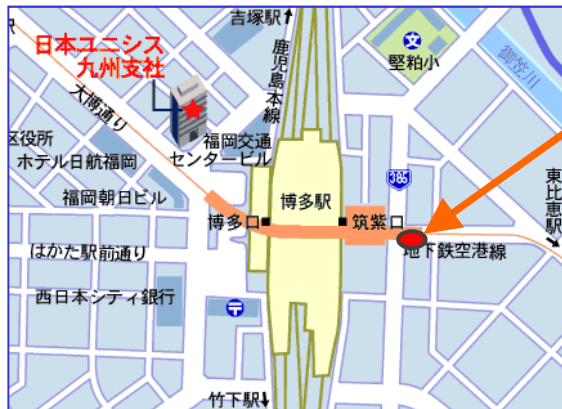 吉塚駅
日本ユニシス
九州支社
鹿児島本線
文
堅粕小
御笠川
大博通り
福岡交通
センタービル
区役所
ホテル日航福岡
福岡朝日ビル
385
東比恵駅
博多駅
博多口
筑紫口
地下鉄空港線
はかた駅前通り
西日本シティ銀行
〒
竹下駅